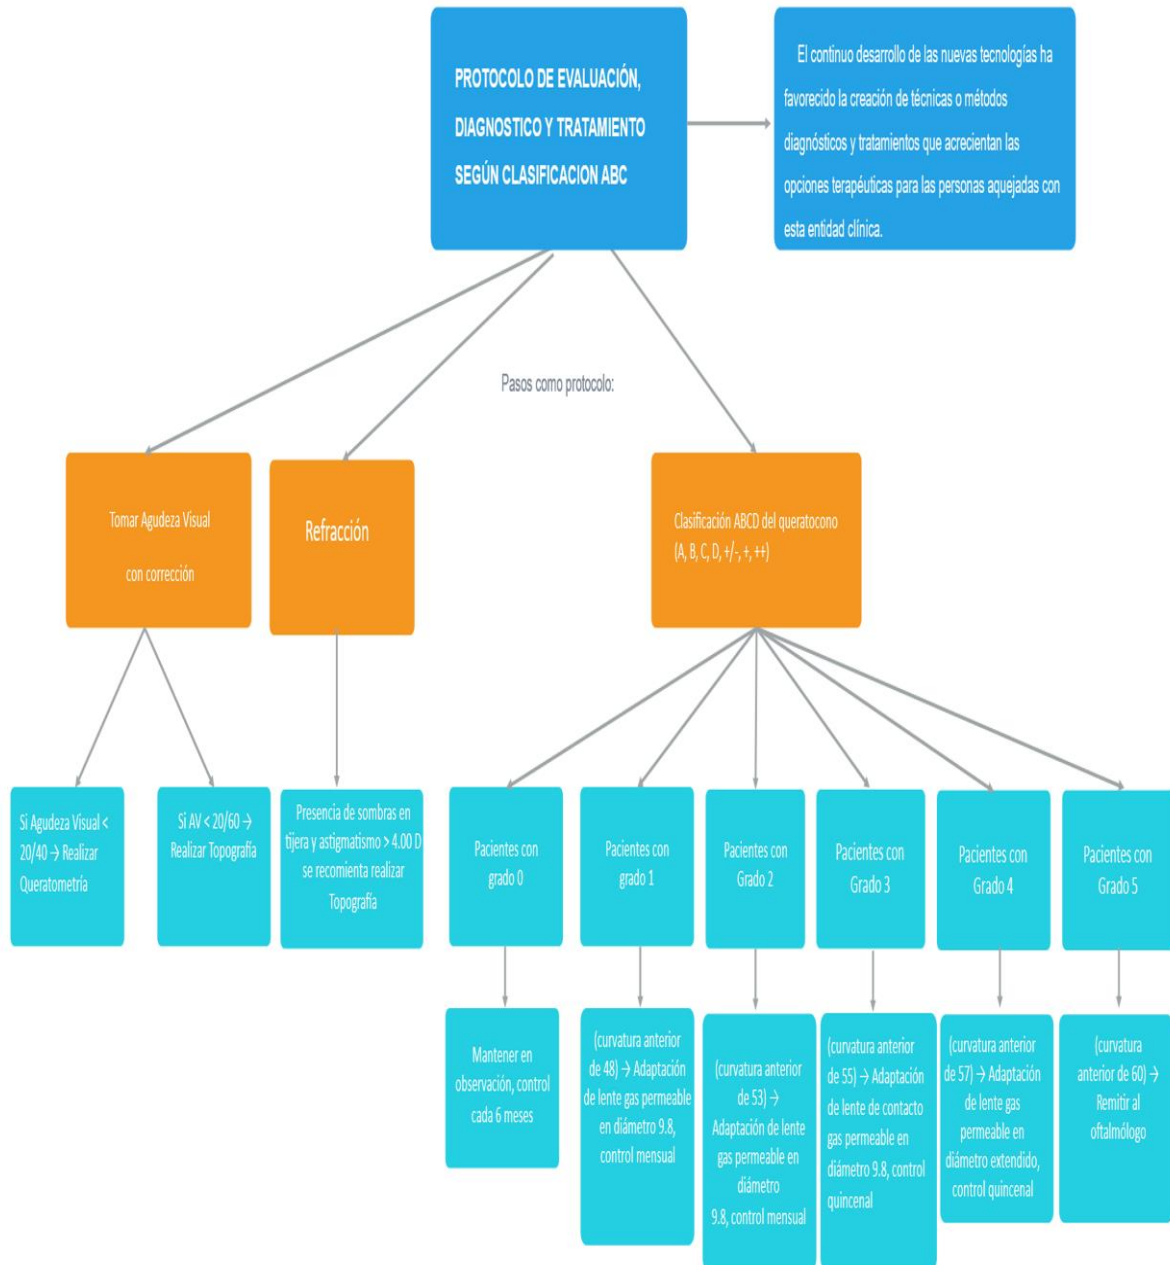 PROTOCOLO DE EVALUACIÓN,
DIAGNOSTICO Y TRATAMIENTO
SEGÚN CLASIFICACION ABC
El continuo desarrollo de las nuevas tecnologías ha
favorecido la creación de técnicas o métodos
diagnósticos y tratamientos que acrecientan las
opciones terapéuticas para las personas aquejadas con
esta entidad clínica.
Pasos como protocolo:
Tomar Agudeza Visual
con corrección
Refracción
Clasificación ABCD del queratocono
(A, B, C, D, +/-, +, ++)
Si Agudeza Visual <
20/40 → Realizar
Queratometría
Si AV < 20/60 →
Realizar Topografía
Presencia de sombras en
tijera y astigmatismo > 4.00 D
se recomienta realizar
Topografía
Pacientes con
grado 0
Pacientes con
grado 1
Pacientes con
Grado 2
Pacientes con
Grado 3
Pacientes con
Grado 4
Pacientes con
Grado 5
Mantener en
observación, control
cada 6 meses
(curvatura anterior
de 48) → Adaptación
de lente gas permeable
en diámetro 9.8,
control mensual
(curvatura anterior
de 53) →
Adaptación de lente
gas permeable en
diámetro
9.8, control mensual
(curvatura anterior
de 55) → Adaptación
de lente de contacto
gas permeable en
diámetro 9.8, control
quincenal
(curvatura anterior
de 57) → Adaptación
de lente gas
permeable en
diámetro extendido,
control quincenal
(curvatura
anterior de 60) →
Remitir al
oftalmólogo